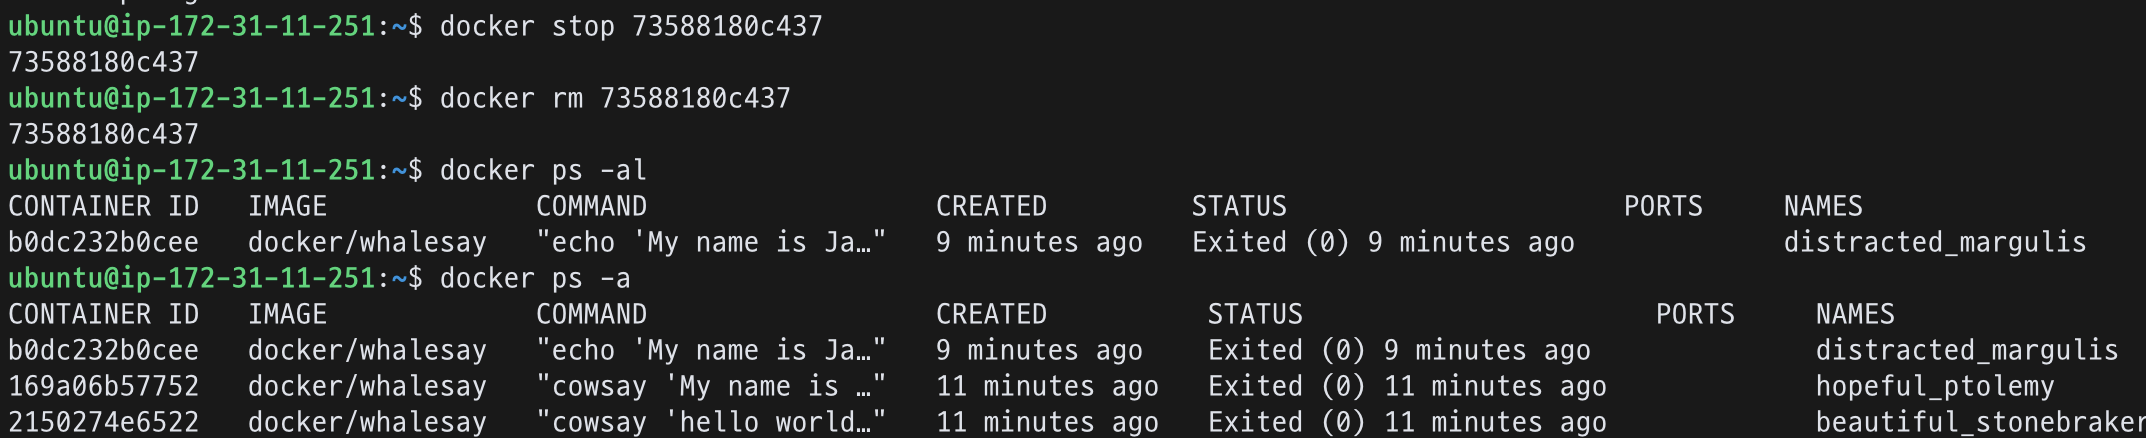 ubuntu@ip-172-31-11-251:~$ docker stop 73588180c437
73588180c437
ubuntu@ip-172-31-11-251:~$ docker rm 73588180c437
73588180c437
ubuntu@ip-172-31-11-251:~$ docker ps -al
CONTAINER ID   IMAGE             COMMAND                  CREATED         STATUS                     PORTS     NAMES
b0dc232b0cee   docker/whalesay   "echo 'My name is Ja…"   9 minutes ago   Exited (0) 9 minutes ago             distracted_margulis
ubuntu@ip-172-31-11-251:~$ docker ps -a
CONTAINER ID   IMAGE             COMMAND                  CREATED          STATUS                      PORTS     NAMES
b0dc232b0cee   docker/whalesay   "echo 'My name is Ja…"   9 minutes ago    Exited (0) 9 minutes ago              distracted_margulis
169a06b57752   docker/whalesay   "cowsay 'My name is …"   11 minutes ago   Exited (0) 11 minutes ago             hopeful_ptolemy
2150274e6522   docker/whalesay   "cowsay 'hello world…"   11 minutes ago   Exited (0) 11 minutes ago             beautiful_stonebraker